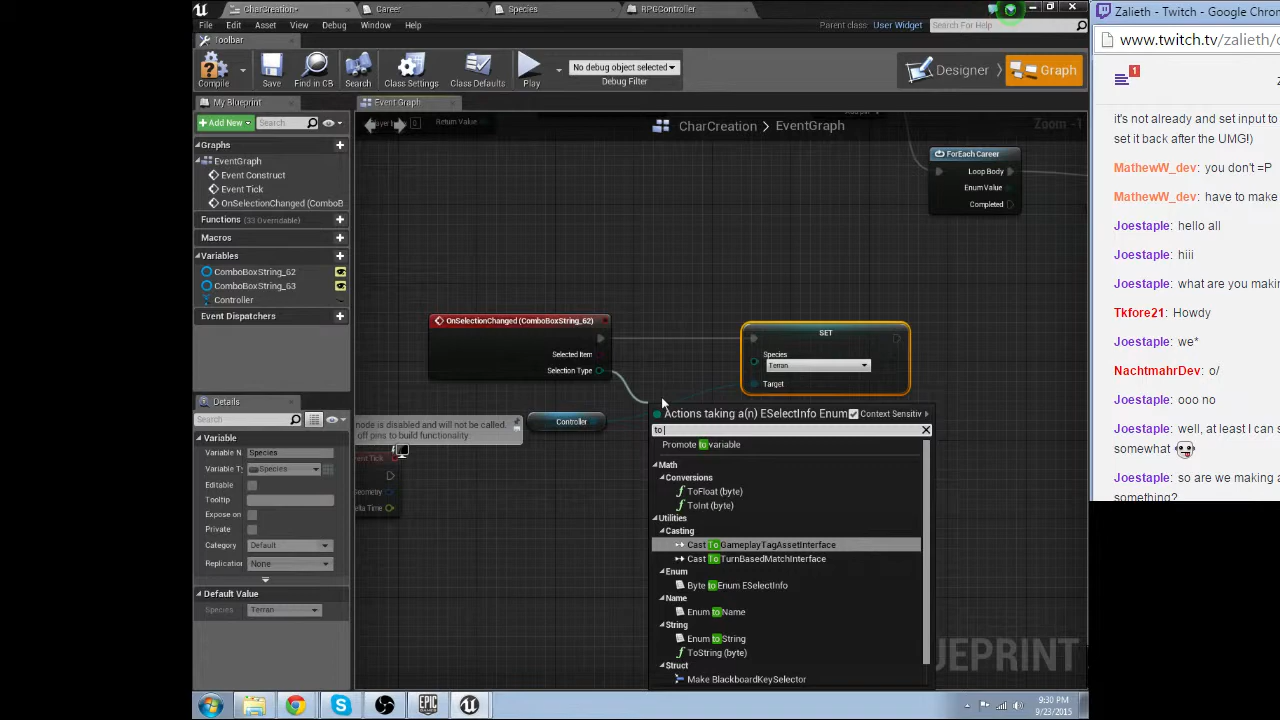 CharCreation*
Career
Species
RPGController
Zalieth - Twitch - Google Chrom
File Edit Asset View Debug Window Help
Parent class: User Widget
Search For Help
www.twitch.tv/zalieth/c
Toolbar
Compile
Save
Find in CB
Search
Class Settings
Class Defaults
Play
No debug object selected
Debug Filter
Designer
Graph
1
My Blueprint
Event Graph
Add New
Search
CharCreation > EventGraph
Zoom -1
Return Value
Graphs
EventGraph
Event Construct
Event Tick
OnSelectionChanged (ComboB
Functions (33 Overridable)
Macros
Variables
ComboBoxString_62
ComboBoxString_63
Controller
Event Dispatchers
ForEach Career
Loop Body
Enum Value
Completed
OnSelectionChanged (ComboBoxString_62)
Selected Item
Selection Type
SET
Species
Terran
Target
Controller
node is disabled and will not be called.
off pins to build functionality.
Actions taking a(n) ESelectInfo Enum
Context Sensitiv
to
Promote to variable
Math
Conversions
ToFloat (byte)
ToInt (byte)
Utilities
Casting
Cast To GameplayTagAssetInterface
Cast To TurnBasedMatchInterface
Enum
Byte to Enum ESelectInfo
Name
Enum to Name
String
Enum to String
ToString (byte)
Struct
Make BlackboardKeySelector
Details
Search
Variable
Variable N Species
Variable T Species
Editable
Tooltip
Expose on
Private
Category Default
Replication None
Default Value
Species Terran
it's not already and set input to
set it back after the UMG!)
MathewW_dev: you don't =P
MathewW_dev: have to make
Joestaple: hello all
Joestaple: hiii
Joestaple: what are you makin
Tkfore21: Howdy
Joestaple: we*
NachtmahrDev: o/
Joestaple: ooo no
Joestaple: well, at least I can s
somewhat
Joestaple: so are we making a
something?
UEPRINT
9:30 PM
9/23/2015